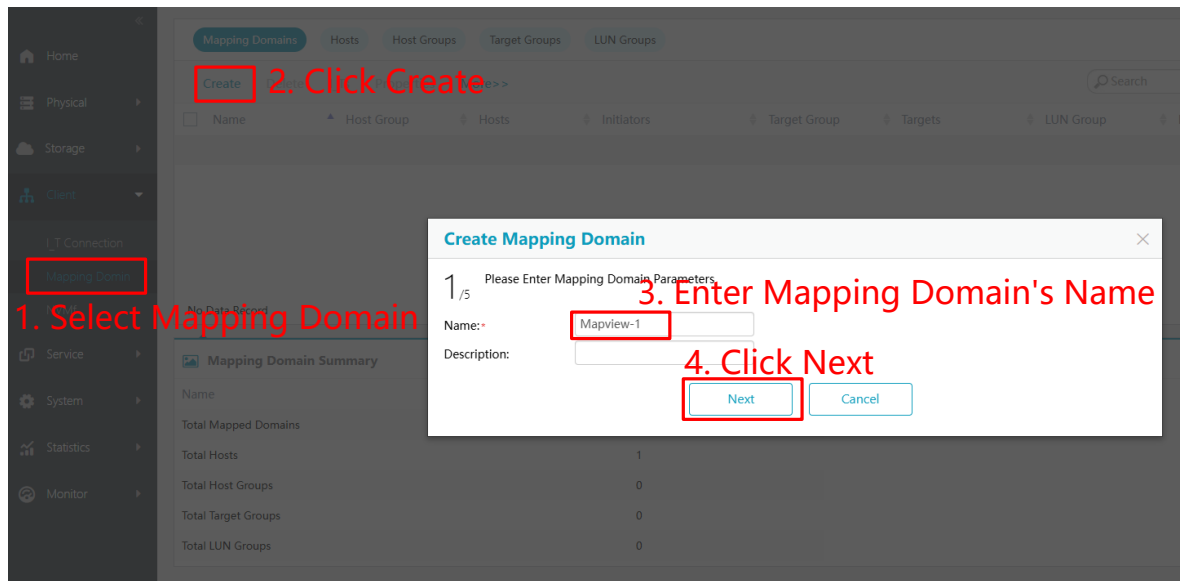 Mapping Domains Hosts Host Groups Target Groups LUN Groups
Home
Create 2. Click Create More>> Search
Physical
Name Host Group Hosts Initiators Target Group Targets LUN Group
Storage
Client
Create Mapping Domain
I_T Connection
1/5 Please Enter Mapping Domain Parameters
Mapping Domin
3. Enter Mapping Domain's Name
No Data Record
1. Select Mapping Domain
Name:* Mapview-1
Service
Mapping Domain Summary
Description:
4. Click Next
Name
System
Next Cancel
Total Mapped Domains
Statistics
Total Hosts 1
Total Host Groups 0
Monitor
Total Target Groups 0
Total LUN Groups 0